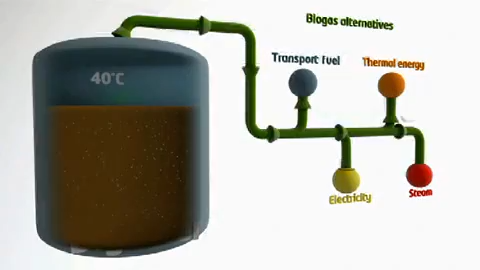 Biogas alternatives
40°C
Transport fuel
Thermal energy
Electricity
Steam